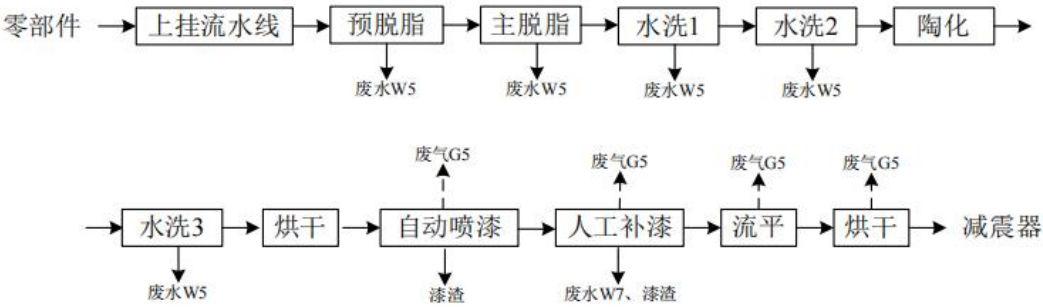 零部件 上挂流水线 预脱脂 主脱脂 水洗1 水洗2 陶化
废水W5 废水W5 废水W5 废水W5
废气G5 废气G5 废气G5 废气G5
水洗3 烘干 自动喷漆 人工补漆 流平 烘干 减震器
废水W5 漆渣 废水W7、漆渣